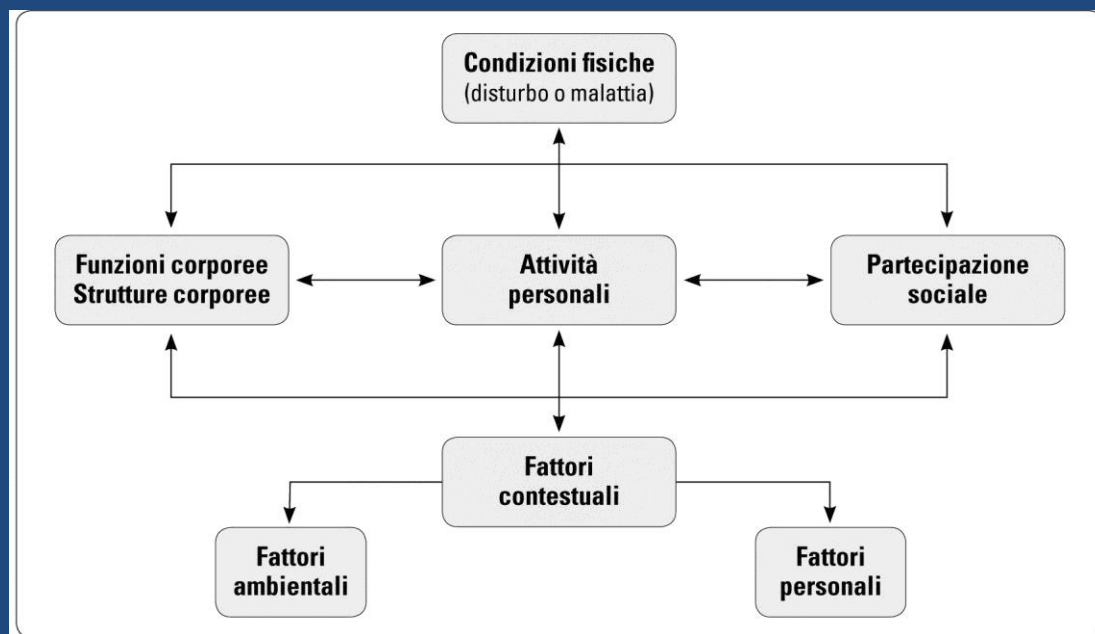 Condizioni fisiche
(disturbo o malattia)
Funzioni corporee
Strutture corporee
Attività
personali
Partecipazione
sociale
Fattori
contestuali
Fattori
ambientali
Fattori
personali